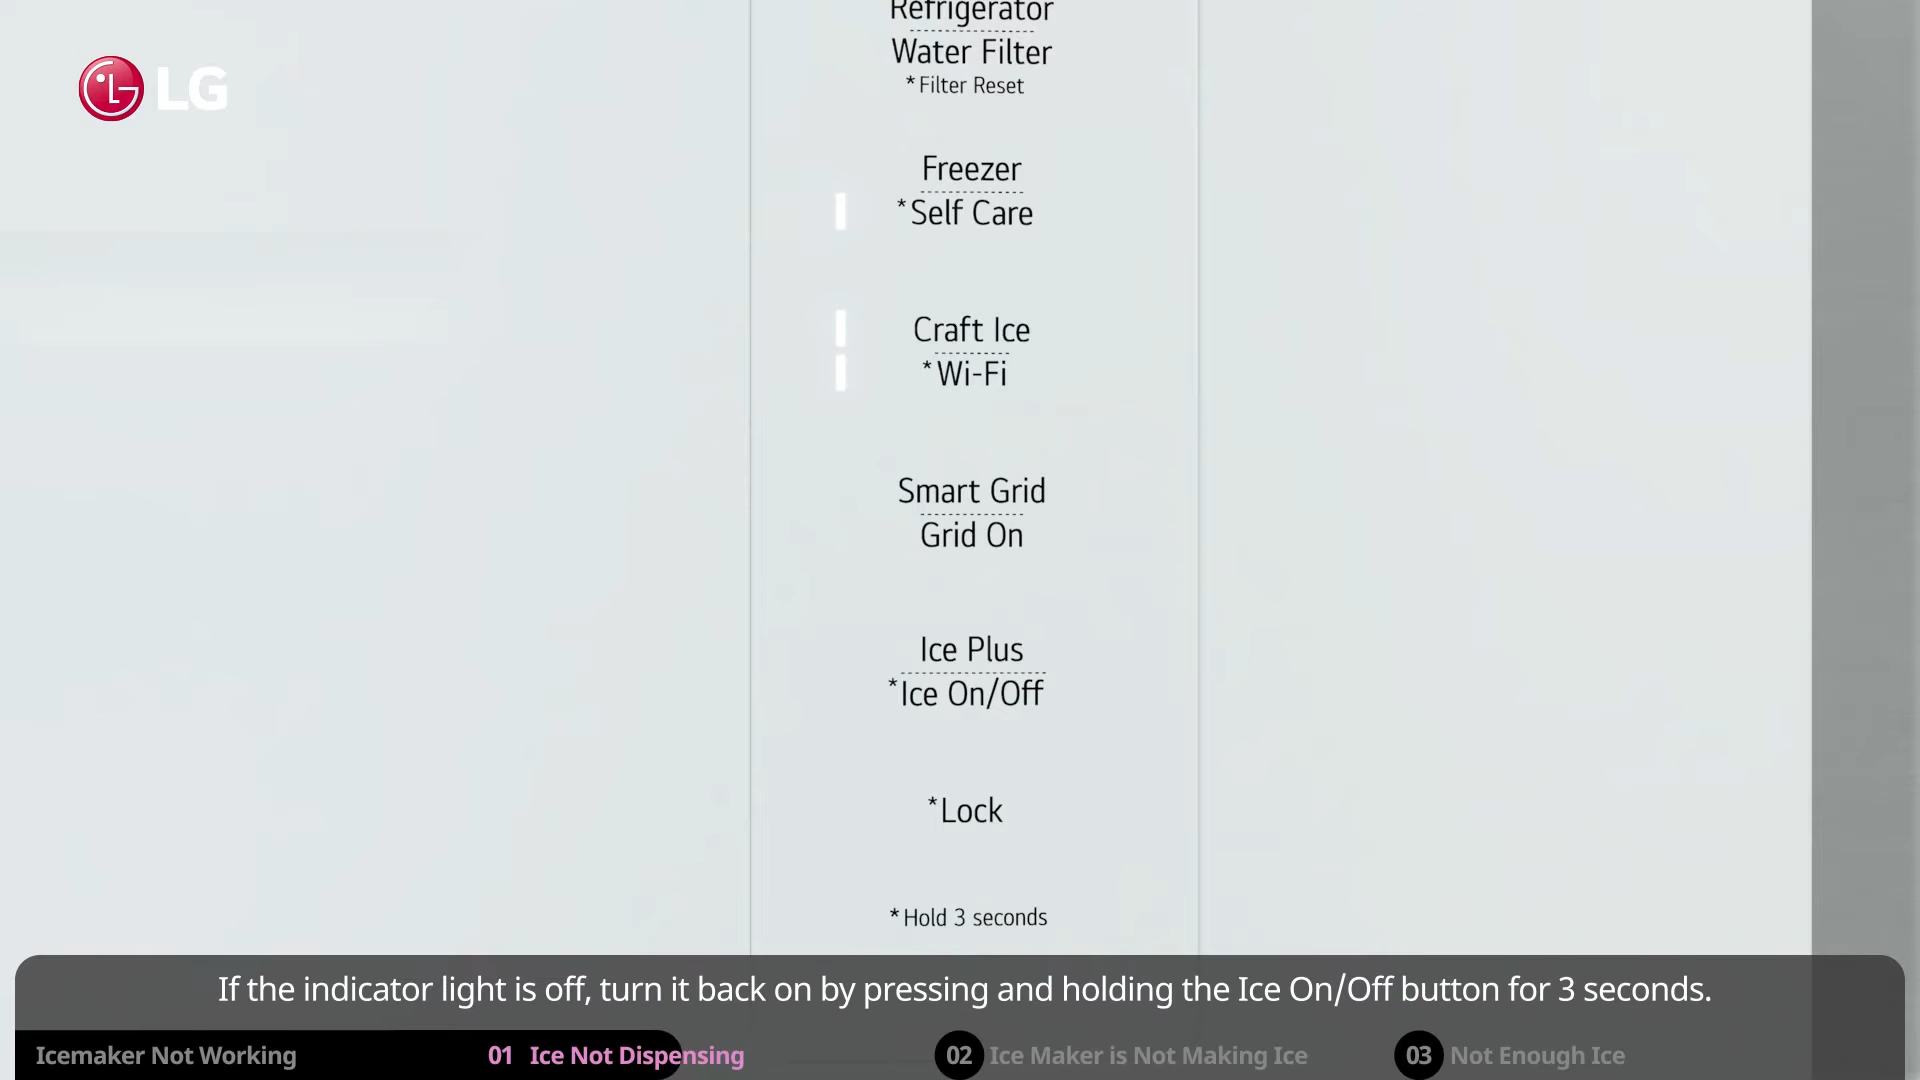 LG
Refrigerator
Water Filter
*Filter Reset
Freezer
*Self Care
Craft Ice
*Wi-Fi
Smart Grid
Grid On
Ice Plus
*Ice On/Off
*Lock
*Hold 3 seconds
If the indicator light is off, turn it back on by pressing and holding the Ice On/Off button for 3 seconds.
Icemaker Not Working 01 Ice Not Dispensing 02 Ice Maker is Not Making Ice 03 Not Enough Ice